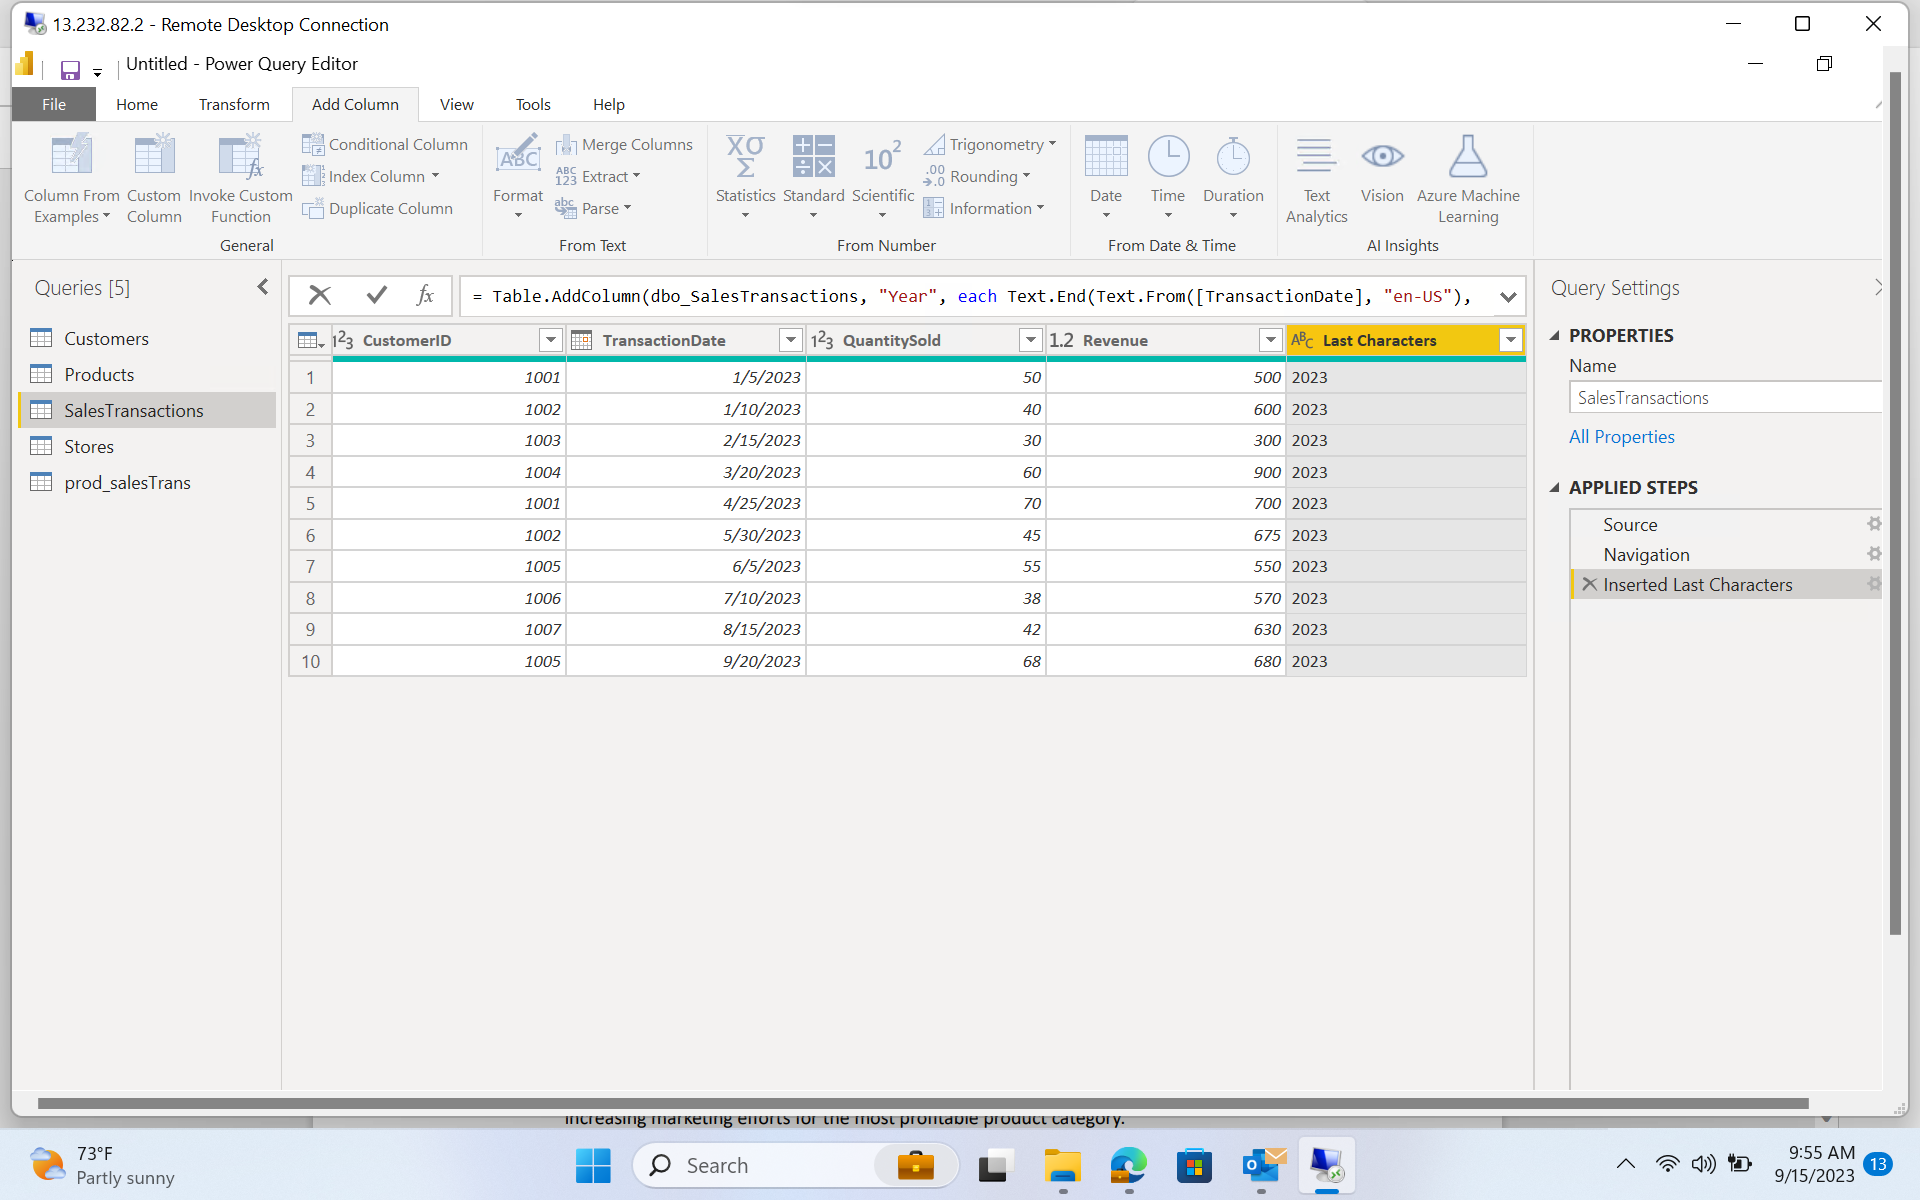 13.232.82.2 - Remote Desktop Connection
Untitled - Power Query Editor
File Home Transform Add Column View Tools Help
Column From Examples
Custom Column
Invoke Custom Function
Conditional Column
Index Column
Duplicate Column
General
Format
Merge Columns
Extract
Parse
From Text
Statistics
Standard
Scientific
Trigonometry
Rounding
Information
From Number
Date
Time
Duration
From Date & Time
Text Analytics
Vision
Azure Machine Learning
AI Insights
Queries [5]
Customers
Products
SalesTransactions
Stores
prod_salesTrans
= Table.AddColumn(dbo_SalesTransactions, "Year", each Text.End(Text.From([TransactionDate], "en-US"),
CustomerID TransactionDate QuantitySold 1.2 Revenue Last Characters
1 1001 1/5/2023 50 500 2023
2 1002 1/10/2023 40 600 2023
3 1003 2/15/2023 30 300 2023
4 1004 3/20/2023 60 900 2023
5 1001 4/25/2023 70 700 2023
6 1002 5/30/2023 45 675 2023
7 1005 6/5/2023 55 550 2023
8 1006 7/10/2023 38 570 2023
9 1007 8/15/2023 42 630 2023
10 1005 9/20/2023 68 680 2023
Query Settings
PROPERTIES
Name
SalesTransactions
All Properties
APPLIED STEPS
Source
Navigation
Inserted Last Characters
increasing marketing efforts for the most profitable product category.
73°F
Partly sunny
Search
9:55 AM
9/15/2023
13